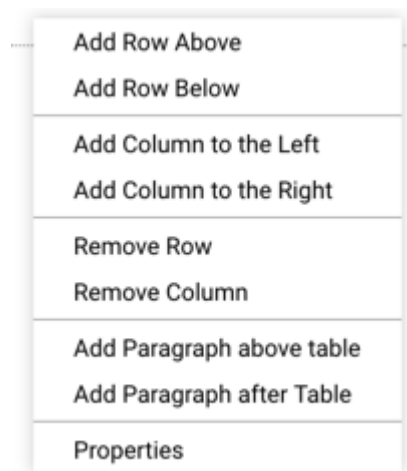 Add Row Above
Add Row Below
Add Column to the Left
Add Column to the Right
Remove Row
Remove Column
Add Paragraph above table
Add Paragraph after Table
Properties